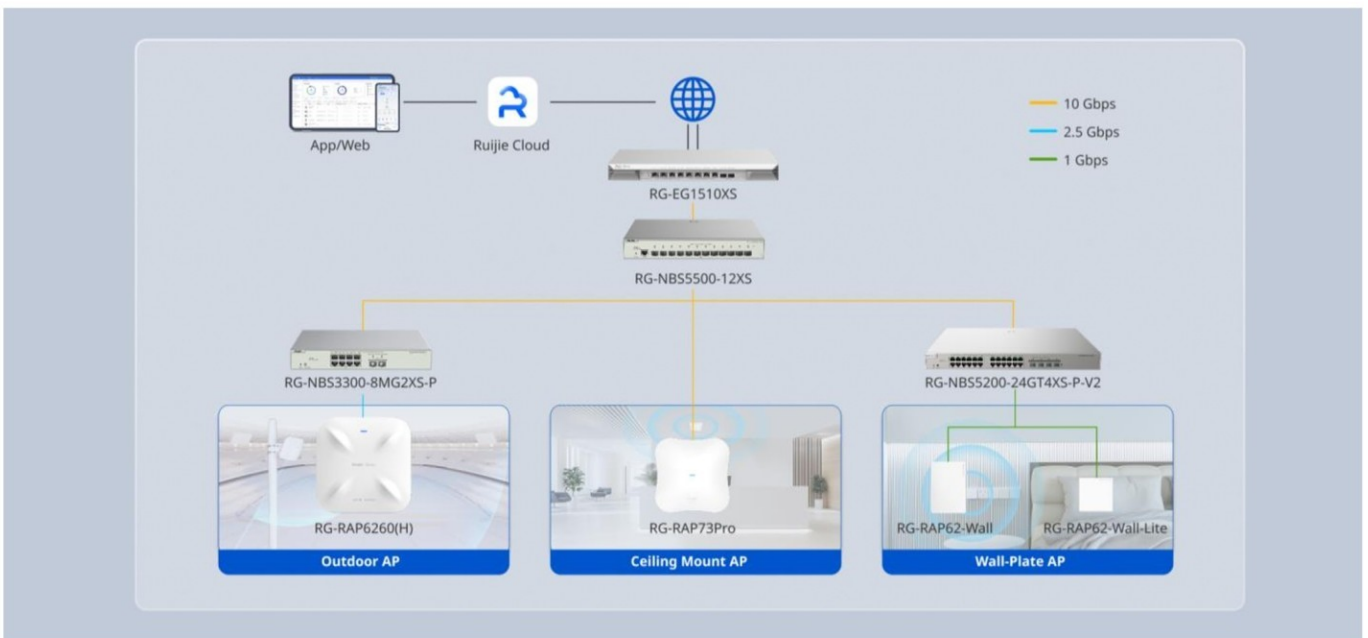 10 Gbps
2.5 Gbps
1 Gbps
App/Web
Ruijie Cloud
RG-EG1510XS
RG-NBS5500-12XS
RG-NBS3300-8MG2XS-P
RG-NBS5200-24GT4XS-P-V2
RG-RAP6260(H)
RG-RAP73Pro
RG-RAP62-Wall
RG-RAP62-Wall-Lite
Outdoor AP
Ceiling Mount AP
Wall-Plate AP